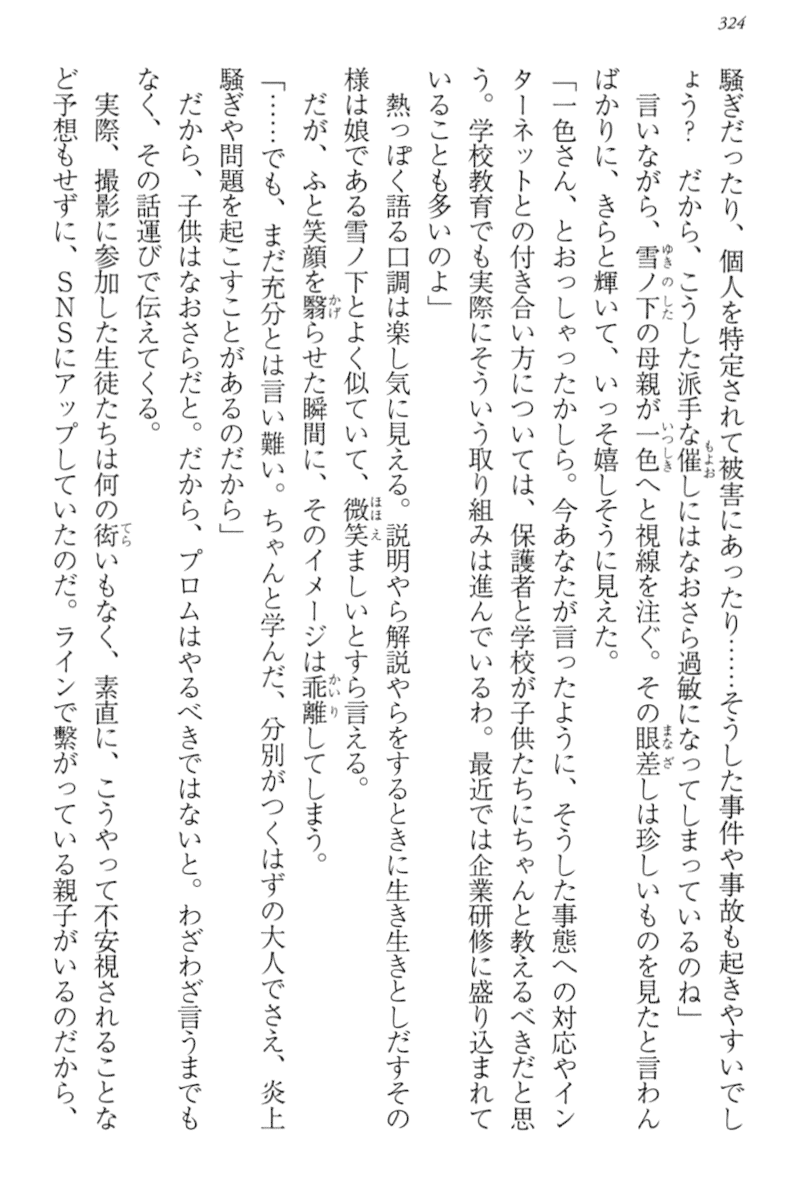 324
騒ぎだったり、個人を特定されて被害にあったり……そうした事件や事故も起きやすいでし
ょう？　だから、こうした派手な催しにはなおさら過敏になってしまっているのね」
　言いながら、雪ノ下の母親が一色へと視線を注ぐ。その眼差しは珍しいものを見たと言わん
ばかりに、きらと輝いて、いっそ嬉しそうに見えた。
「一色さん、とおっしゃったかしら。今あなたが言ったように、そうした事態への対応やイン
ターネットとの付き合い方については、保護者と学校が子供たちにちゃんと教えるべきだと思
う。学校教育でも実際にそういう取り組みは進んでいるわ。最近では企業研修に盛り込まれて
いることも多いのよ」
　熱っぽく語る口調は楽し気に見える。説明やら解説やらをするときに生き生きとしだすその
様は娘である雪ノ下とよく似ていて、微笑ましいとすら言える。
　だが、ふと笑顔を翳らせた瞬間に、そのイメージは乖離してしまう。
「……でも、まだ充分とは言い難い。ちゃんと学んだ、分別がつくはずの大人でさえ、炎上
騒ぎや問題を起こすことがあるのだから」
　だから、子供はなおさらだと。だから、プロムはやるべきではないと。わざわざ言うまでも
なく、その話運びで伝えてくる。
　実際、撮影に参加した生徒たちは何の衒いもなく、素直に、こうやって不安視されることな
ど予想もせずに、ＳＮＳにアップしていたのだ。ラインで繋がっている親子がいるのだから、